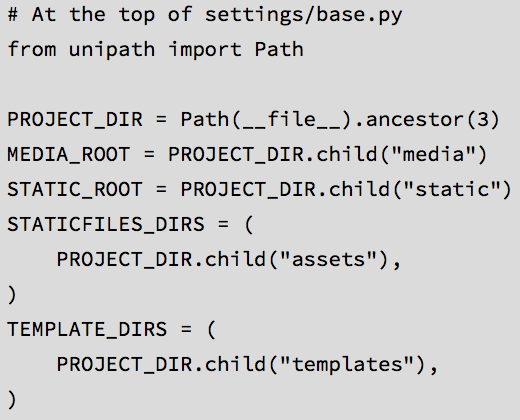 # At the top of settings/base.py
from unipath import Path

PROJECT_DIR = Path(__file__).ancestor(3)
MEDIA_ROOT = PROJECT_DIR.child("media")
STATIC_ROOT = PROJECT_DIR.child("static")
STATICFILES_DIRS = (
    PROJECT_DIR.child("assets"),
)
TEMPLATE_DIRS = (
    PROJECT_DIR.child("templates"),
)